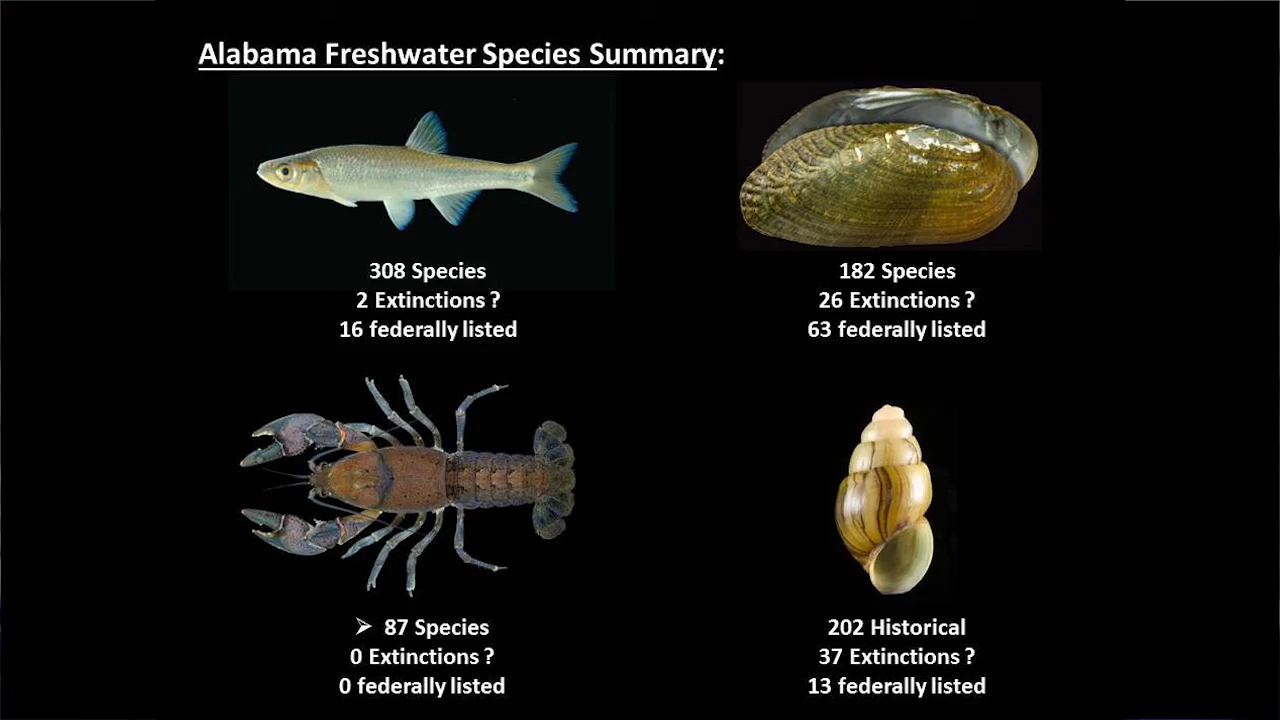 Alabama Freshwater Species Summary:
308 Species
2 Extinctions ?
16 federally listed
182 Species
26 Extinctions ?
63 federally listed
➢ 87 Species
0 Extinctions ?
0 federally listed
202 Historical
37 Extinctions ?
13 federally listed